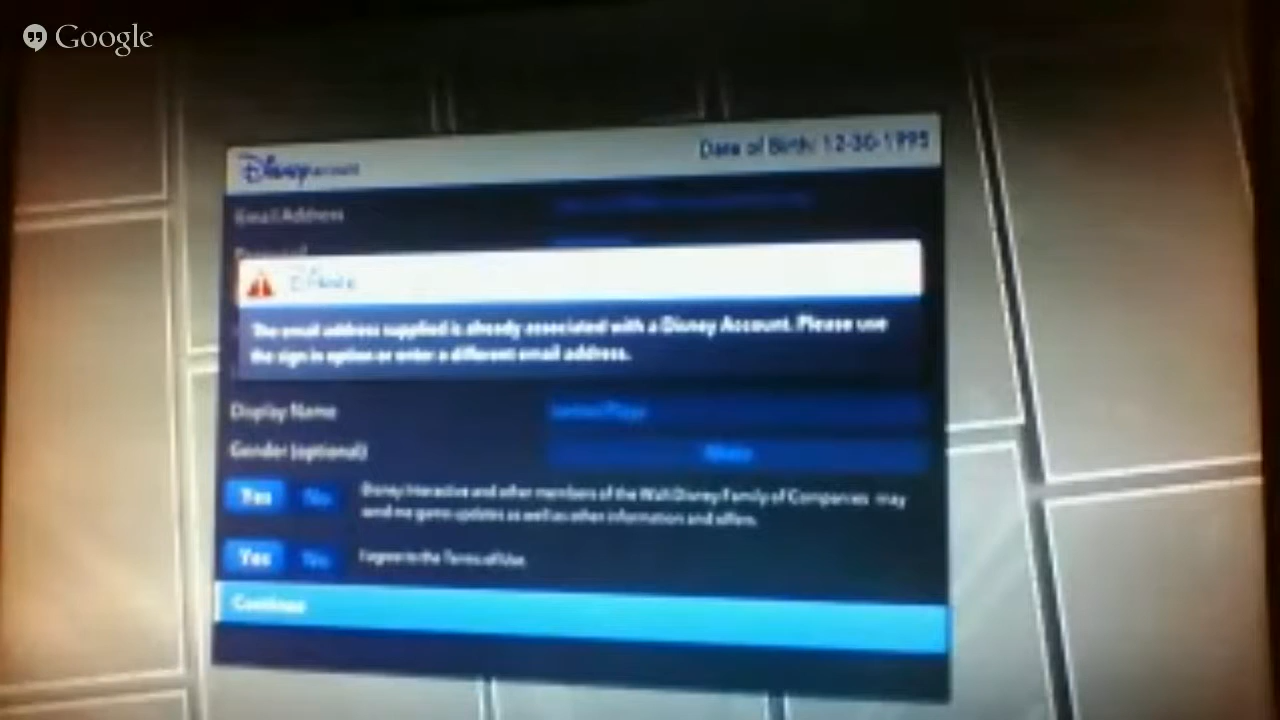 Google
Disney account
Date of Birth: 12-30-1995
Email Address
The email address supplied is already associated with a Disney Account. Please use
the sign in option or enter a different email address.
Display Name
Gender (optional)
Yes No
Disney Interactive and other members of the Walt Disney Family of Companies may
send me game updates as well as other information and offers.
Yes No
I agree to the Terms of Use.
Continue